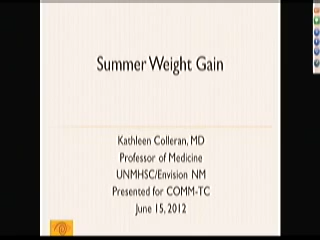 Summer Weight Gain
Kathleen Colleran, MD
Professor of Medicine
UNMHSC/Envision NM
Presented for COMM-TC
June 15, 2012